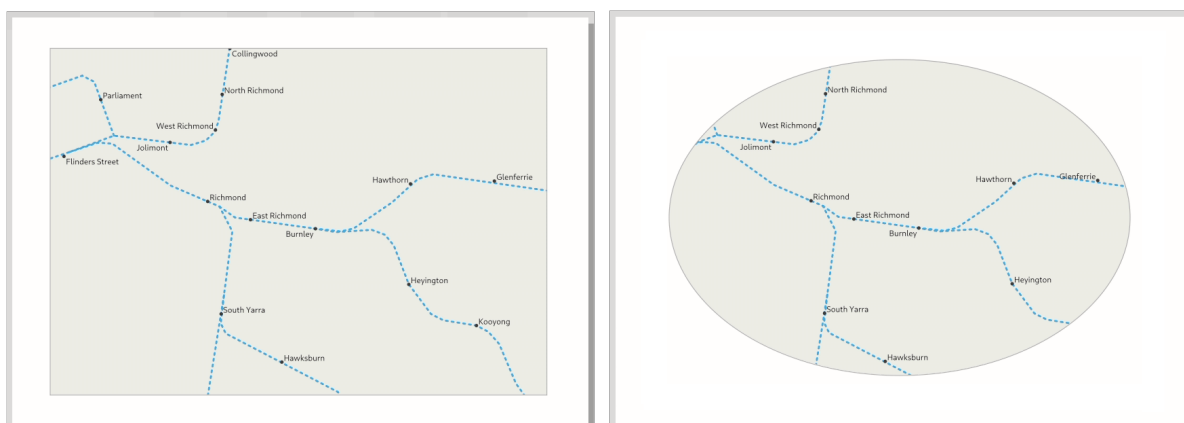 Collingwood
North Richmond
Parliament
West Richmond
Jolimont
Flinders Street
Glenferrie
Hawthorn
Richmond
East Richmond
Burnley
Heyington
South Yarra
Kooyong
Hawksburn
North Richmond
West Richmond
Jolimont
Glenferrie
Hawthorn
Richmond
East Richmond
Burnley
Heyington
South Yarra
Hawksburn